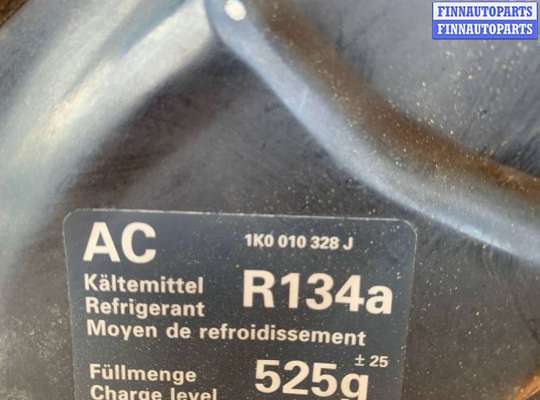 FINNAUTOPARTS
FINNAUTOPARTS
AC 1K0 010 328 J
Kältemittel
Refrigerant R134a
Moyen de refroidissement
Füllmenge 525g ± 25
Charge level